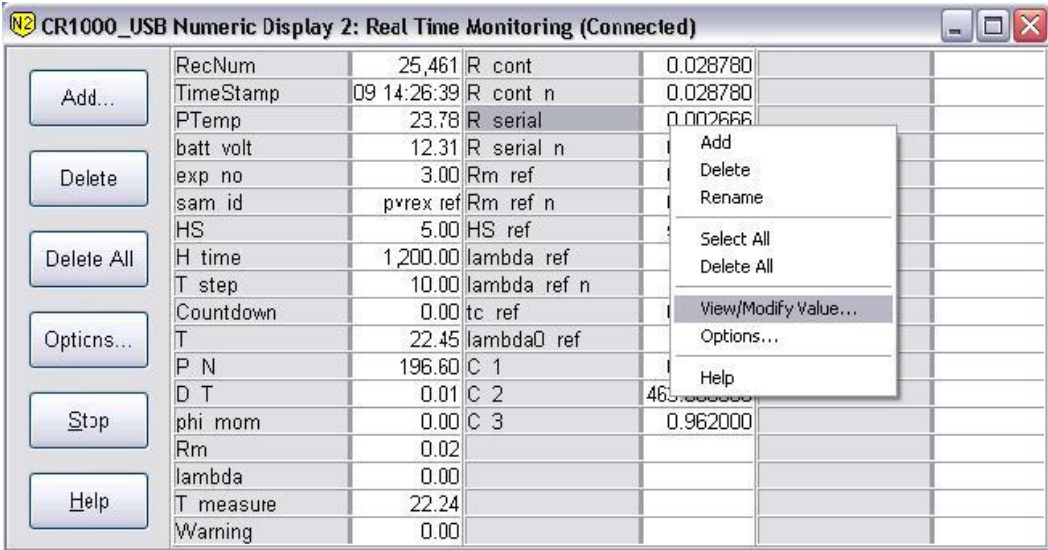 N2 CR1000_USB Numeric Display 2: Real Time Monitoring (Connected)
Add...
Delete
Delete All
Options...
Stop
Help
RecNum 25,461 R cont 0.028780
TimeStamp 09 14:26:39 R cont n 0.028780
PTemp 23.78 R serial 0.002666
batt volt 12.31 R serial n
exp no 3.00 Rm ref
sam id pyrex ref Rm ref n
HS 5.00 HS ref
H time 1,200.00 lambda ref
T step 10.00 lambda ref n
Countdown 0.00 tc ref
T 22.45 lambda0 ref
P N 196.60 C 1
D T 0.01 C 2
phi mom 0.00 C 3 0.962000
Rm 0.02
lambda 0.00
T measure 22.24
Warning 0.00
Add
Delete
Rename
Select All
Delete All
View/Modify Value...
Options...
Help